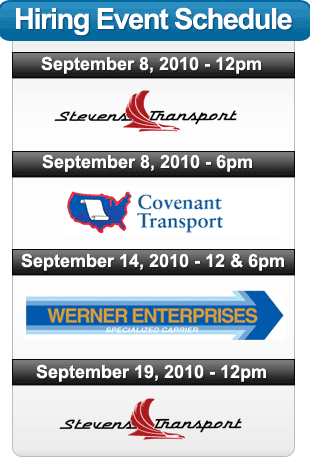 Hiring Event Schedule
September 8, 2010 - 12pm
Stevens Transport
September 8, 2010 - 6pm
Covenant
Transport
September 14, 2010 - 12 & 6pm
WERNER ENTERPRISES
SPECIALIZED CARRIER
September 19, 2010 - 12pm
Stevens Transport